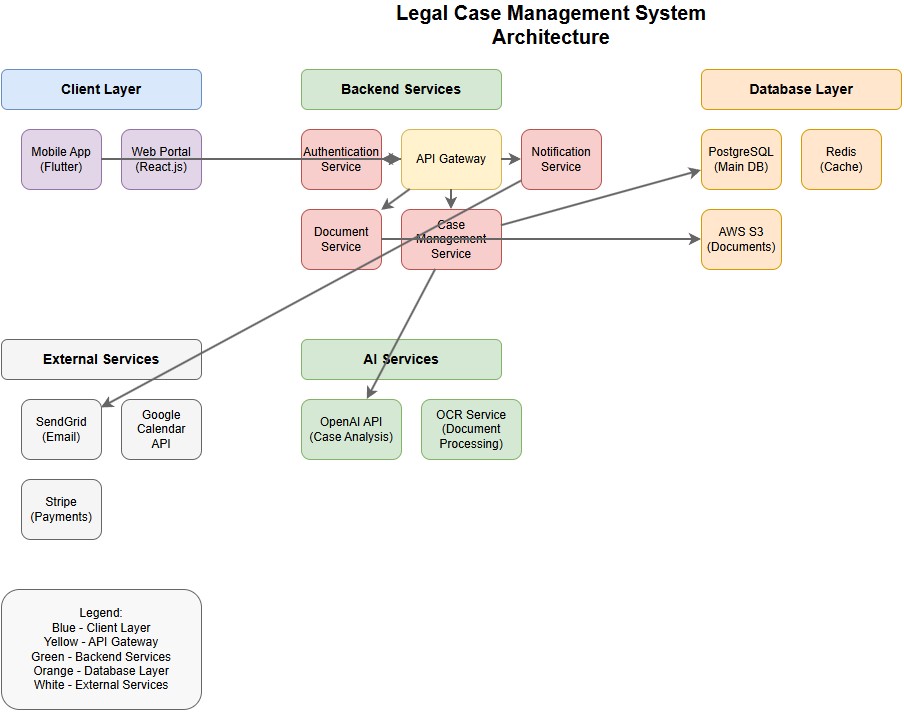 Legal Case Management System
Architecture
Client Layer
Backend Services
Database Layer
Mobile App
(Flutter)
Web Portal
(React.js)
Authentication
Service
API Gateway
Notification
Service
PostgreSQL
(Main DB)
Redis
(Cache)
Document
Service
Case
Management
Service
AWS S3
(Documents)
External Services
AI Services
SendGrid
(Email)
Google
Calendar
API
OpenAI API
(Case Analysis)
OCR Service
(Document
Processing)
Stripe
(Payments)
Legend:
Blue - Client Layer
Yellow - API Gateway
Green - Backend Services
Orange - Database Layer
White - External Services